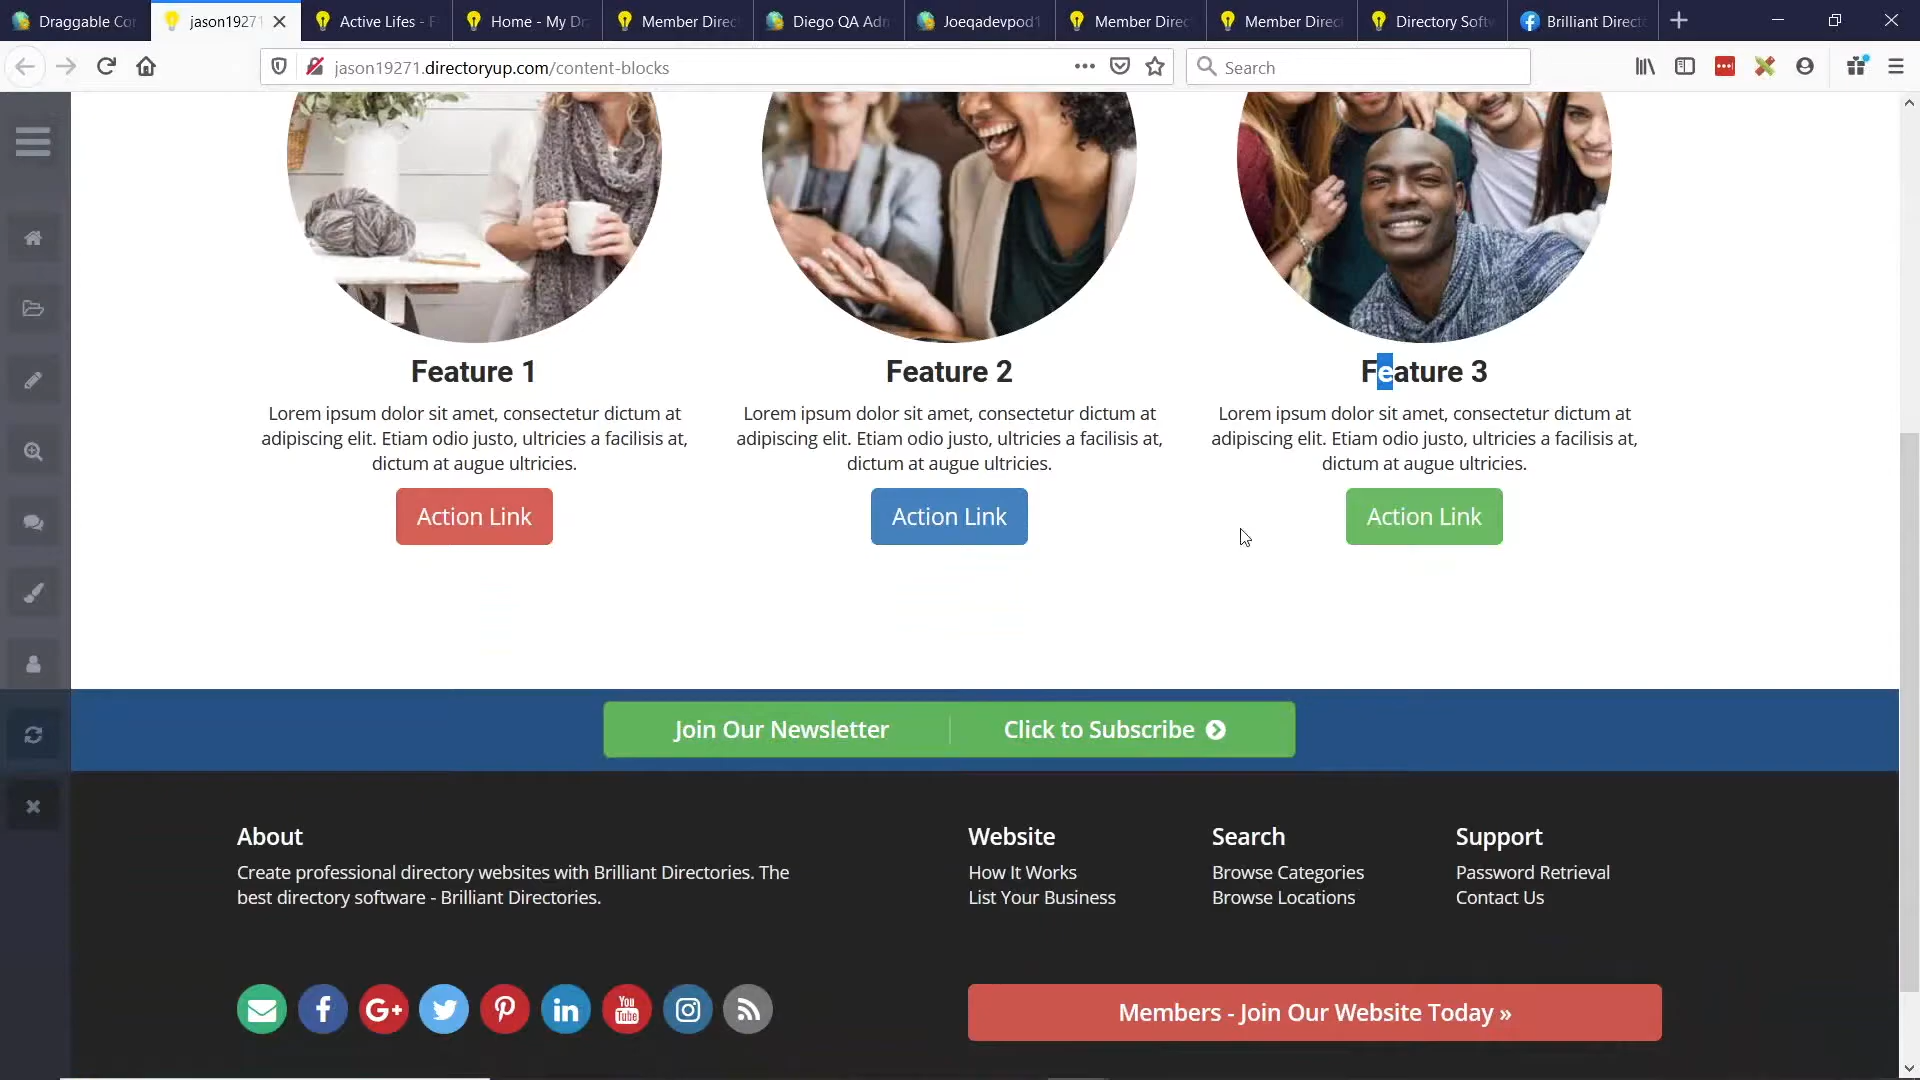 Draggable Co
jason19271
Active Lifes - F
Home - My D
Member Direc
Diego QA Ad
Joeqadevpod1
Member Direc
Member Direc
Directory Soft
Brilliant Direct
jason19271.directoryup.com/content-blocks
Search
Feature 1
Lorem ipsum dolor sit amet, consectetur dictum at
adipiscing elit. Etiam odio justo, ultricies a facilisis at,
dictum at augue ultricies.
Action Link
Feature 2
Lorem ipsum dolor sit amet, consectetur dictum at
adipiscing elit. Etiam odio justo, ultricies a facilisis at,
dictum at augue ultricies.
Action Link
Feature 3
Lorem ipsum dolor sit amet, consectetur dictum at
adipiscing elit. Etiam odio justo, ultricies a facilisis at,
dictum at augue ultricies.
Action Link
Join Our Newsletter
Click to Subscribe
About
Create professional directory websites with Brilliant Directories. The
best directory software - Brilliant Directories.
Website
How It Works
List Your Business
Search
Browse Categories
Browse Locations
Support
Password Retrieval
Contact Us
G+
in
You
Tube
Members - Join Our Website Today »